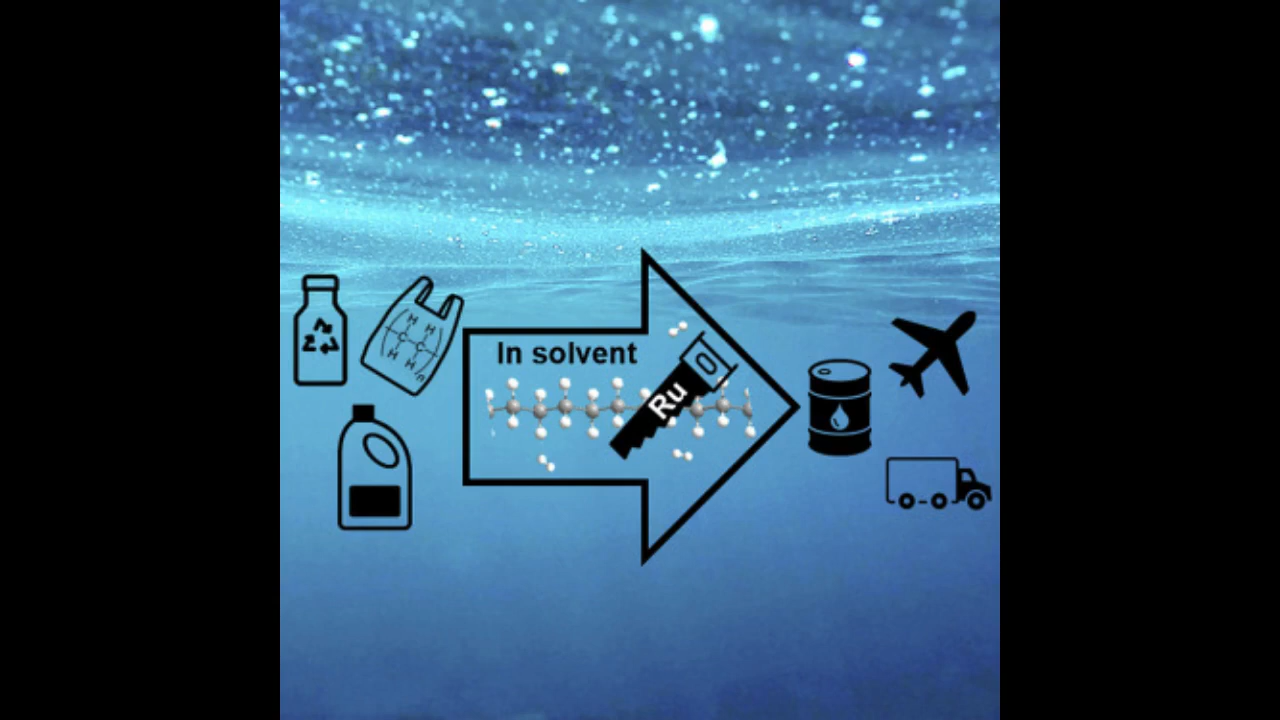 In solvent
Ru
H H
C C
H H
n